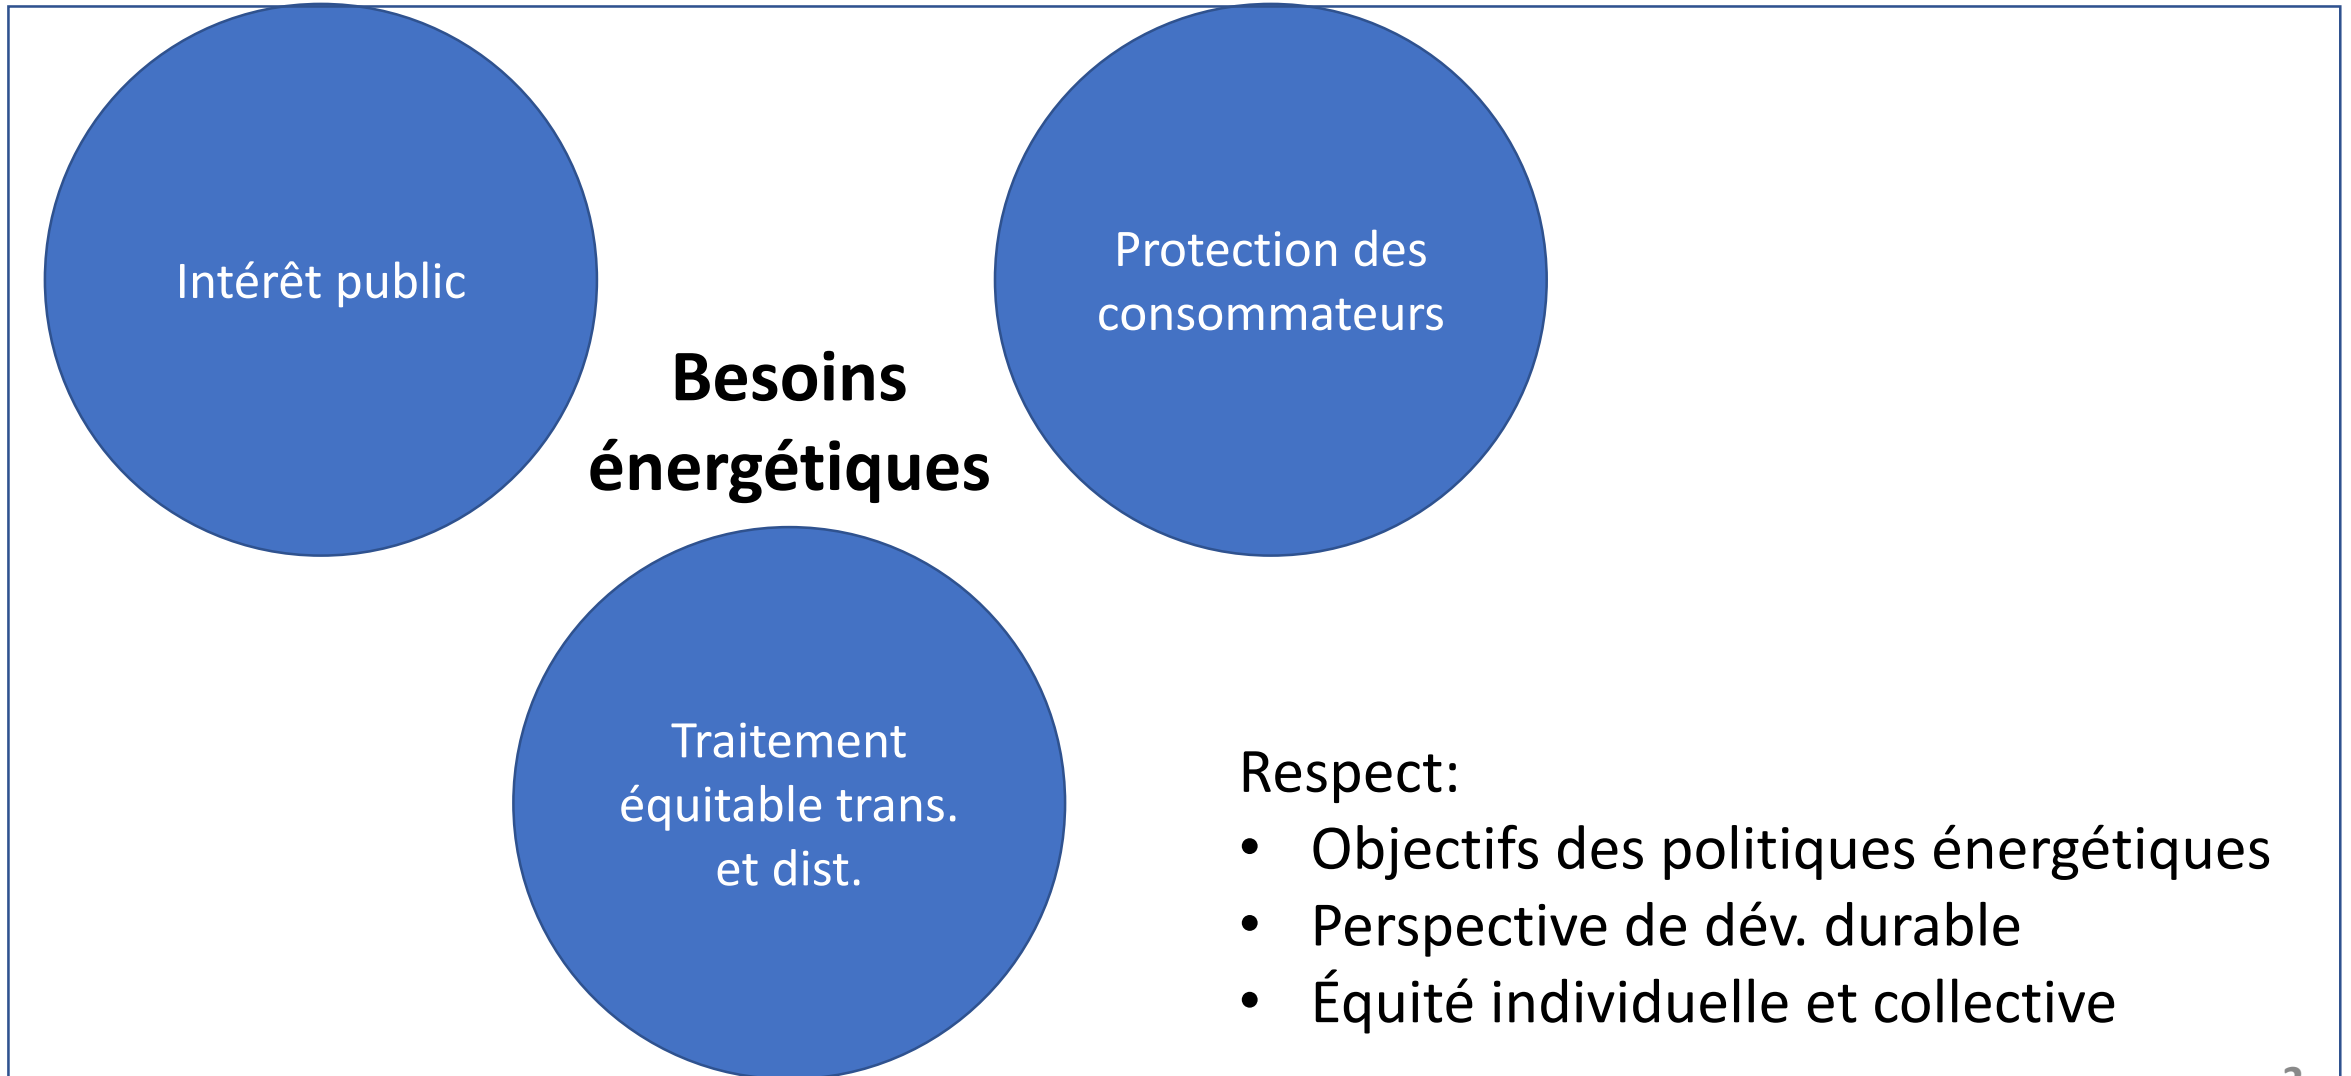 Intérêt public
Protection des
consommateurs
Besoins
énergétiques
Traitement
équitable trans.
et dist.
Respect:
• Objectifs des politiques énergétiques
• Perspective de dév. durable
• Équité individuelle et collective